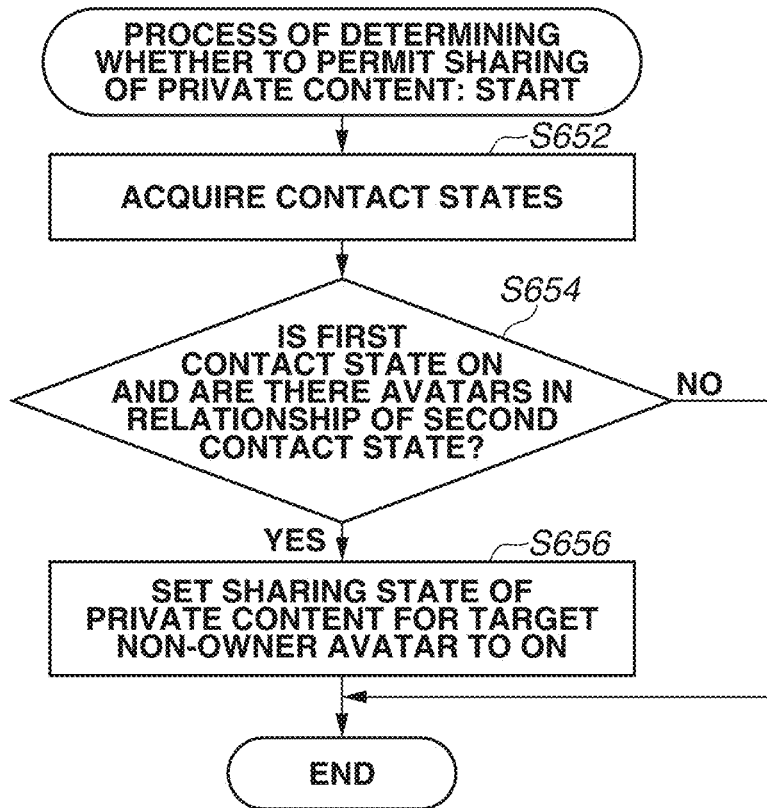 PROCESS OF DETERMINING
WHETHER TO PERMIT SHARING
OF PRIVATE CONTENT: START
S652
ACQUIRE CONTACT STATES
S654
IS FIRST
CONTACT STATE ON
AND ARE THERE AVATARS IN
RELATIONSHIP OF SECOND
CONTACT STATE?
NO
YES
S656
SET SHARING STATE OF
PRIVATE CONTENT FOR TARGET
NON-OWNER AVATAR TO ON
END